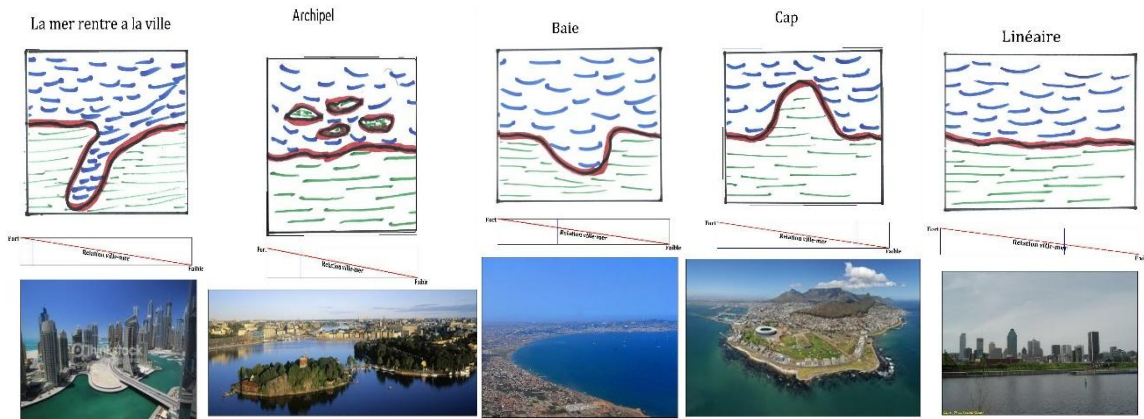 La mer rentre a la ville
Archipel
Baie
Cap
Linéaire
Fort
Relation ville-mer
Faible
Fort
Relation ville-mer
Faible
Fort
Relation ville-mer
Faible
Fort
Relation ville-mer
Faible
Fort
Relation ville-mer